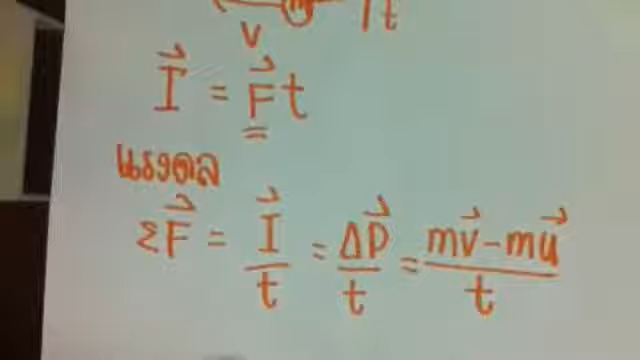 V
t
I⃗ = F⃗ t
แรงดล
ΣF⃗ = I⃗/t = ΔP⃗/t = (mv⃗ - mu⃗)/t